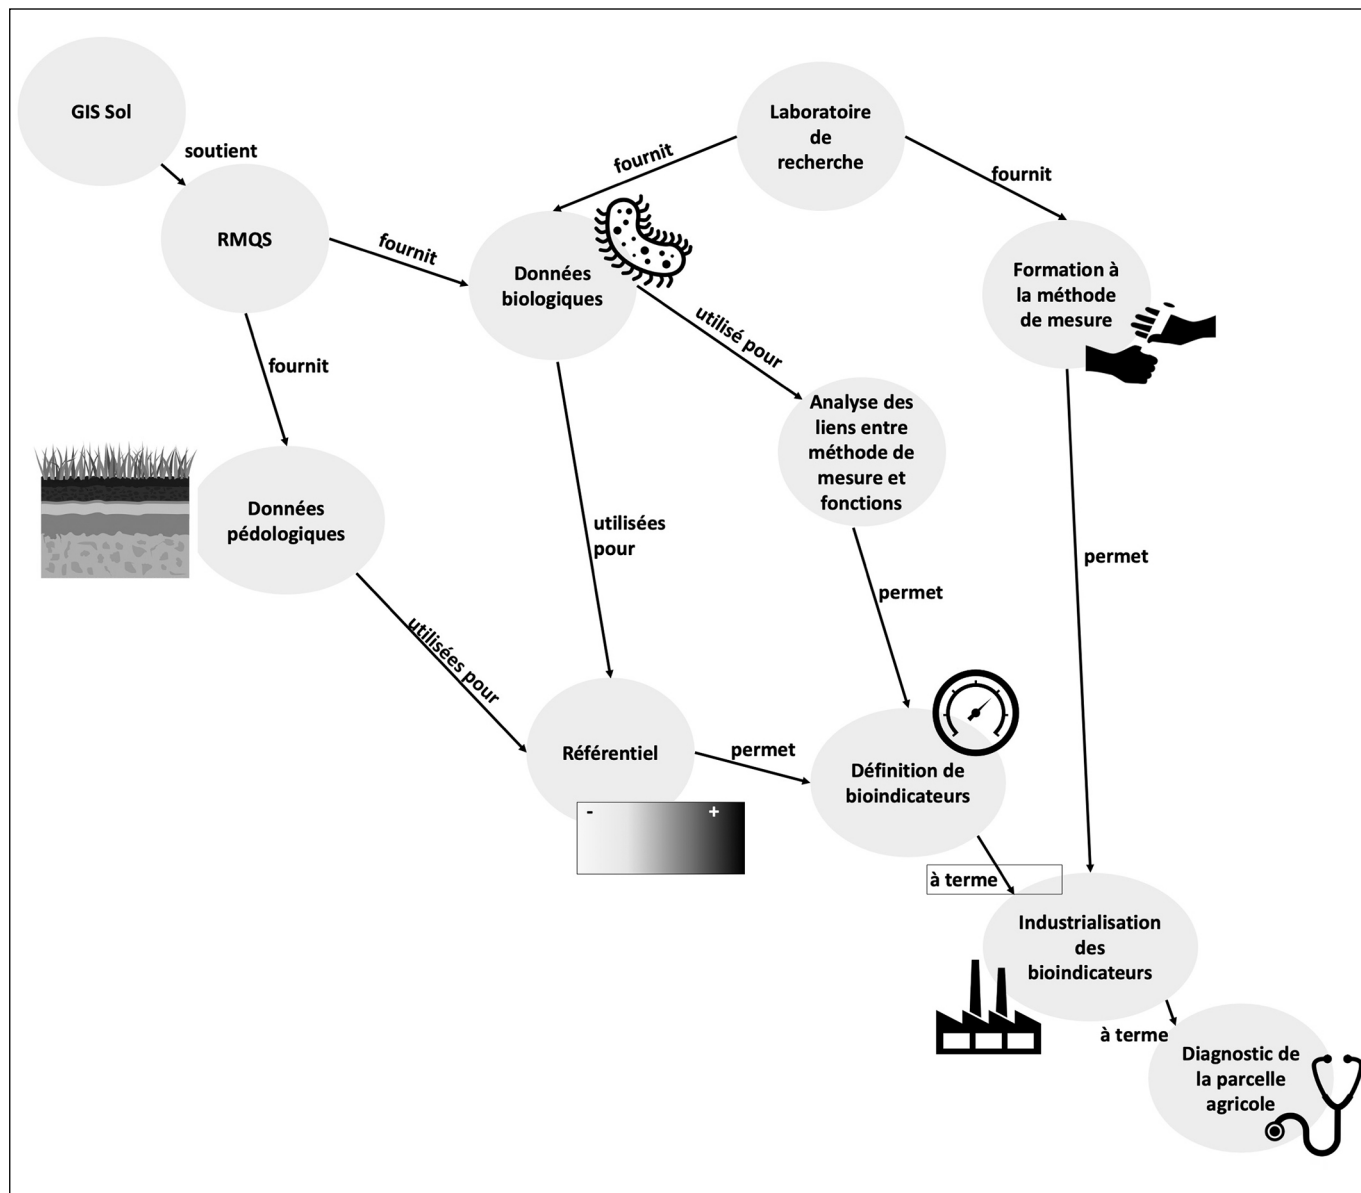 GIS Sol
soutient
RMQS
Laboratoire
de
recherche
fournit
fournit
fournit
Données
biologiques
Formation à
la méthode
de mesure
fournit
utilisé pour
Analyse des
liens entre
méthode de
mesure et
fonctions
Données
pédologiques
utilisées
pour
permet
permet
utilisées pour
Référentiel
- +
permet
Définition de
bioindicateurs
à terme
Industrialisation
des
bioindicateurs
à terme
Diagnostic de
la parcelle
agricole